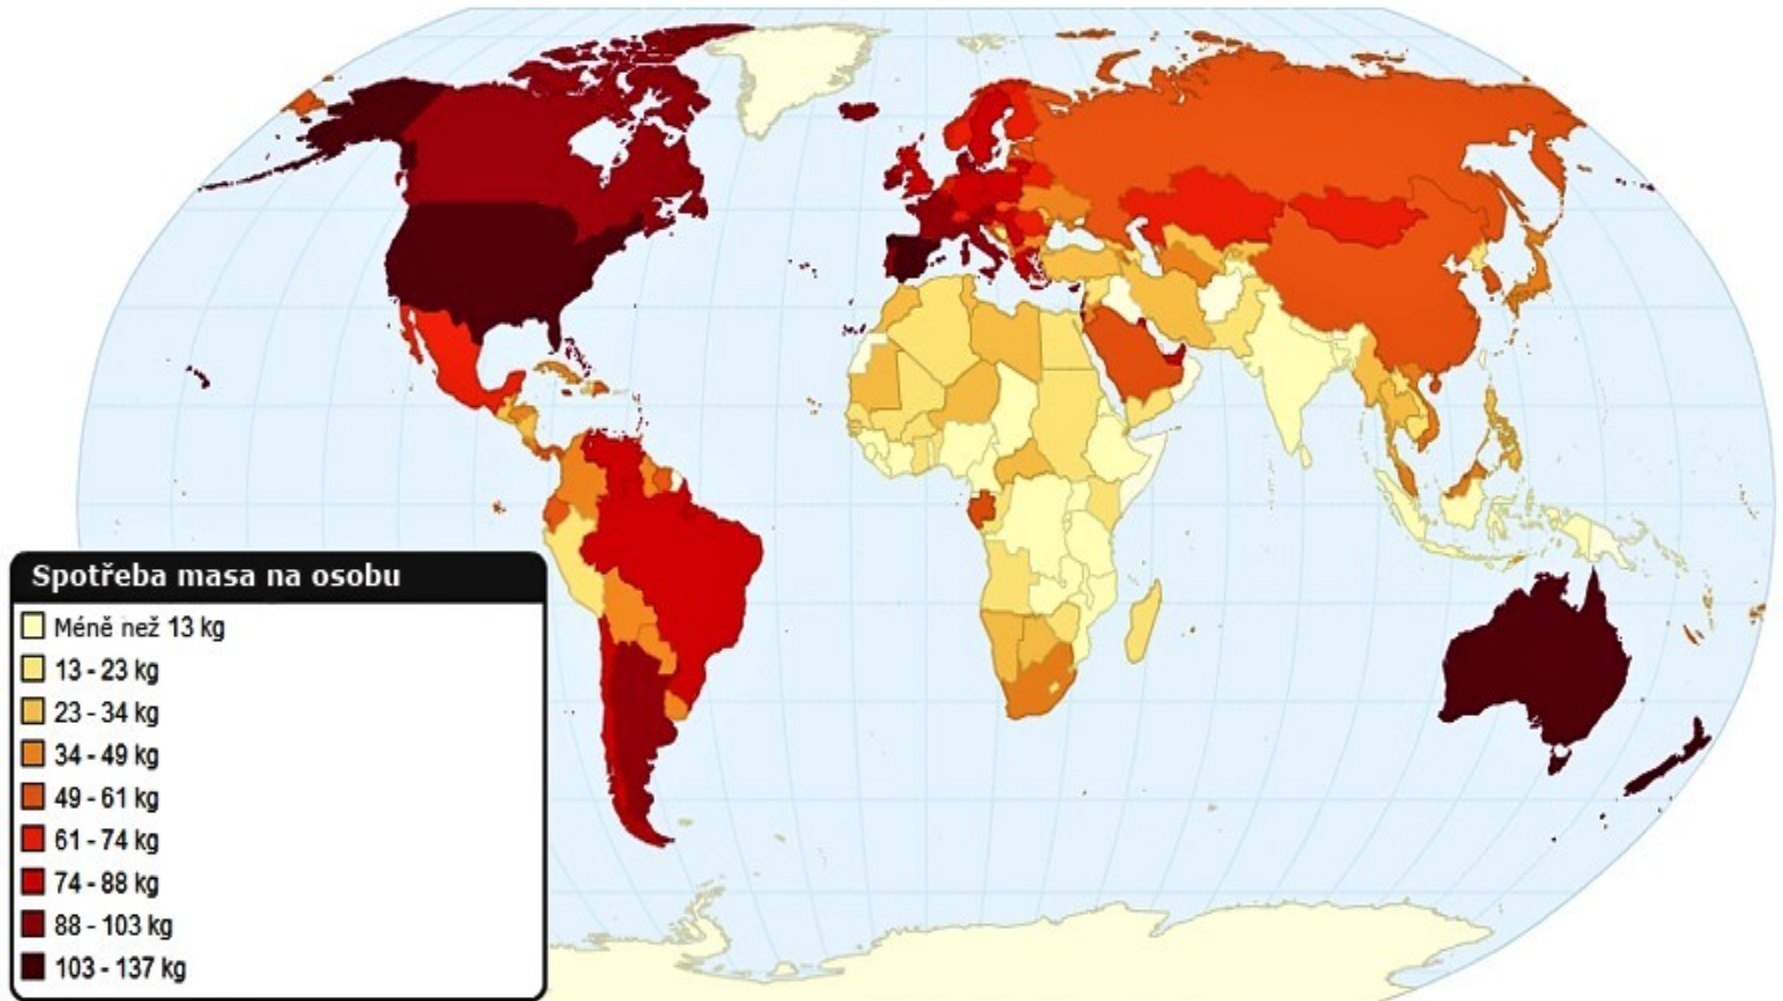 Spotřeba masa na osobu
Méně než 13 kg
13 - 23 kg
23 - 34 kg
34 - 49 kg
49 - 61 kg
61 - 74 kg
74 - 88 kg
88 - 103 kg
103 - 137 kg